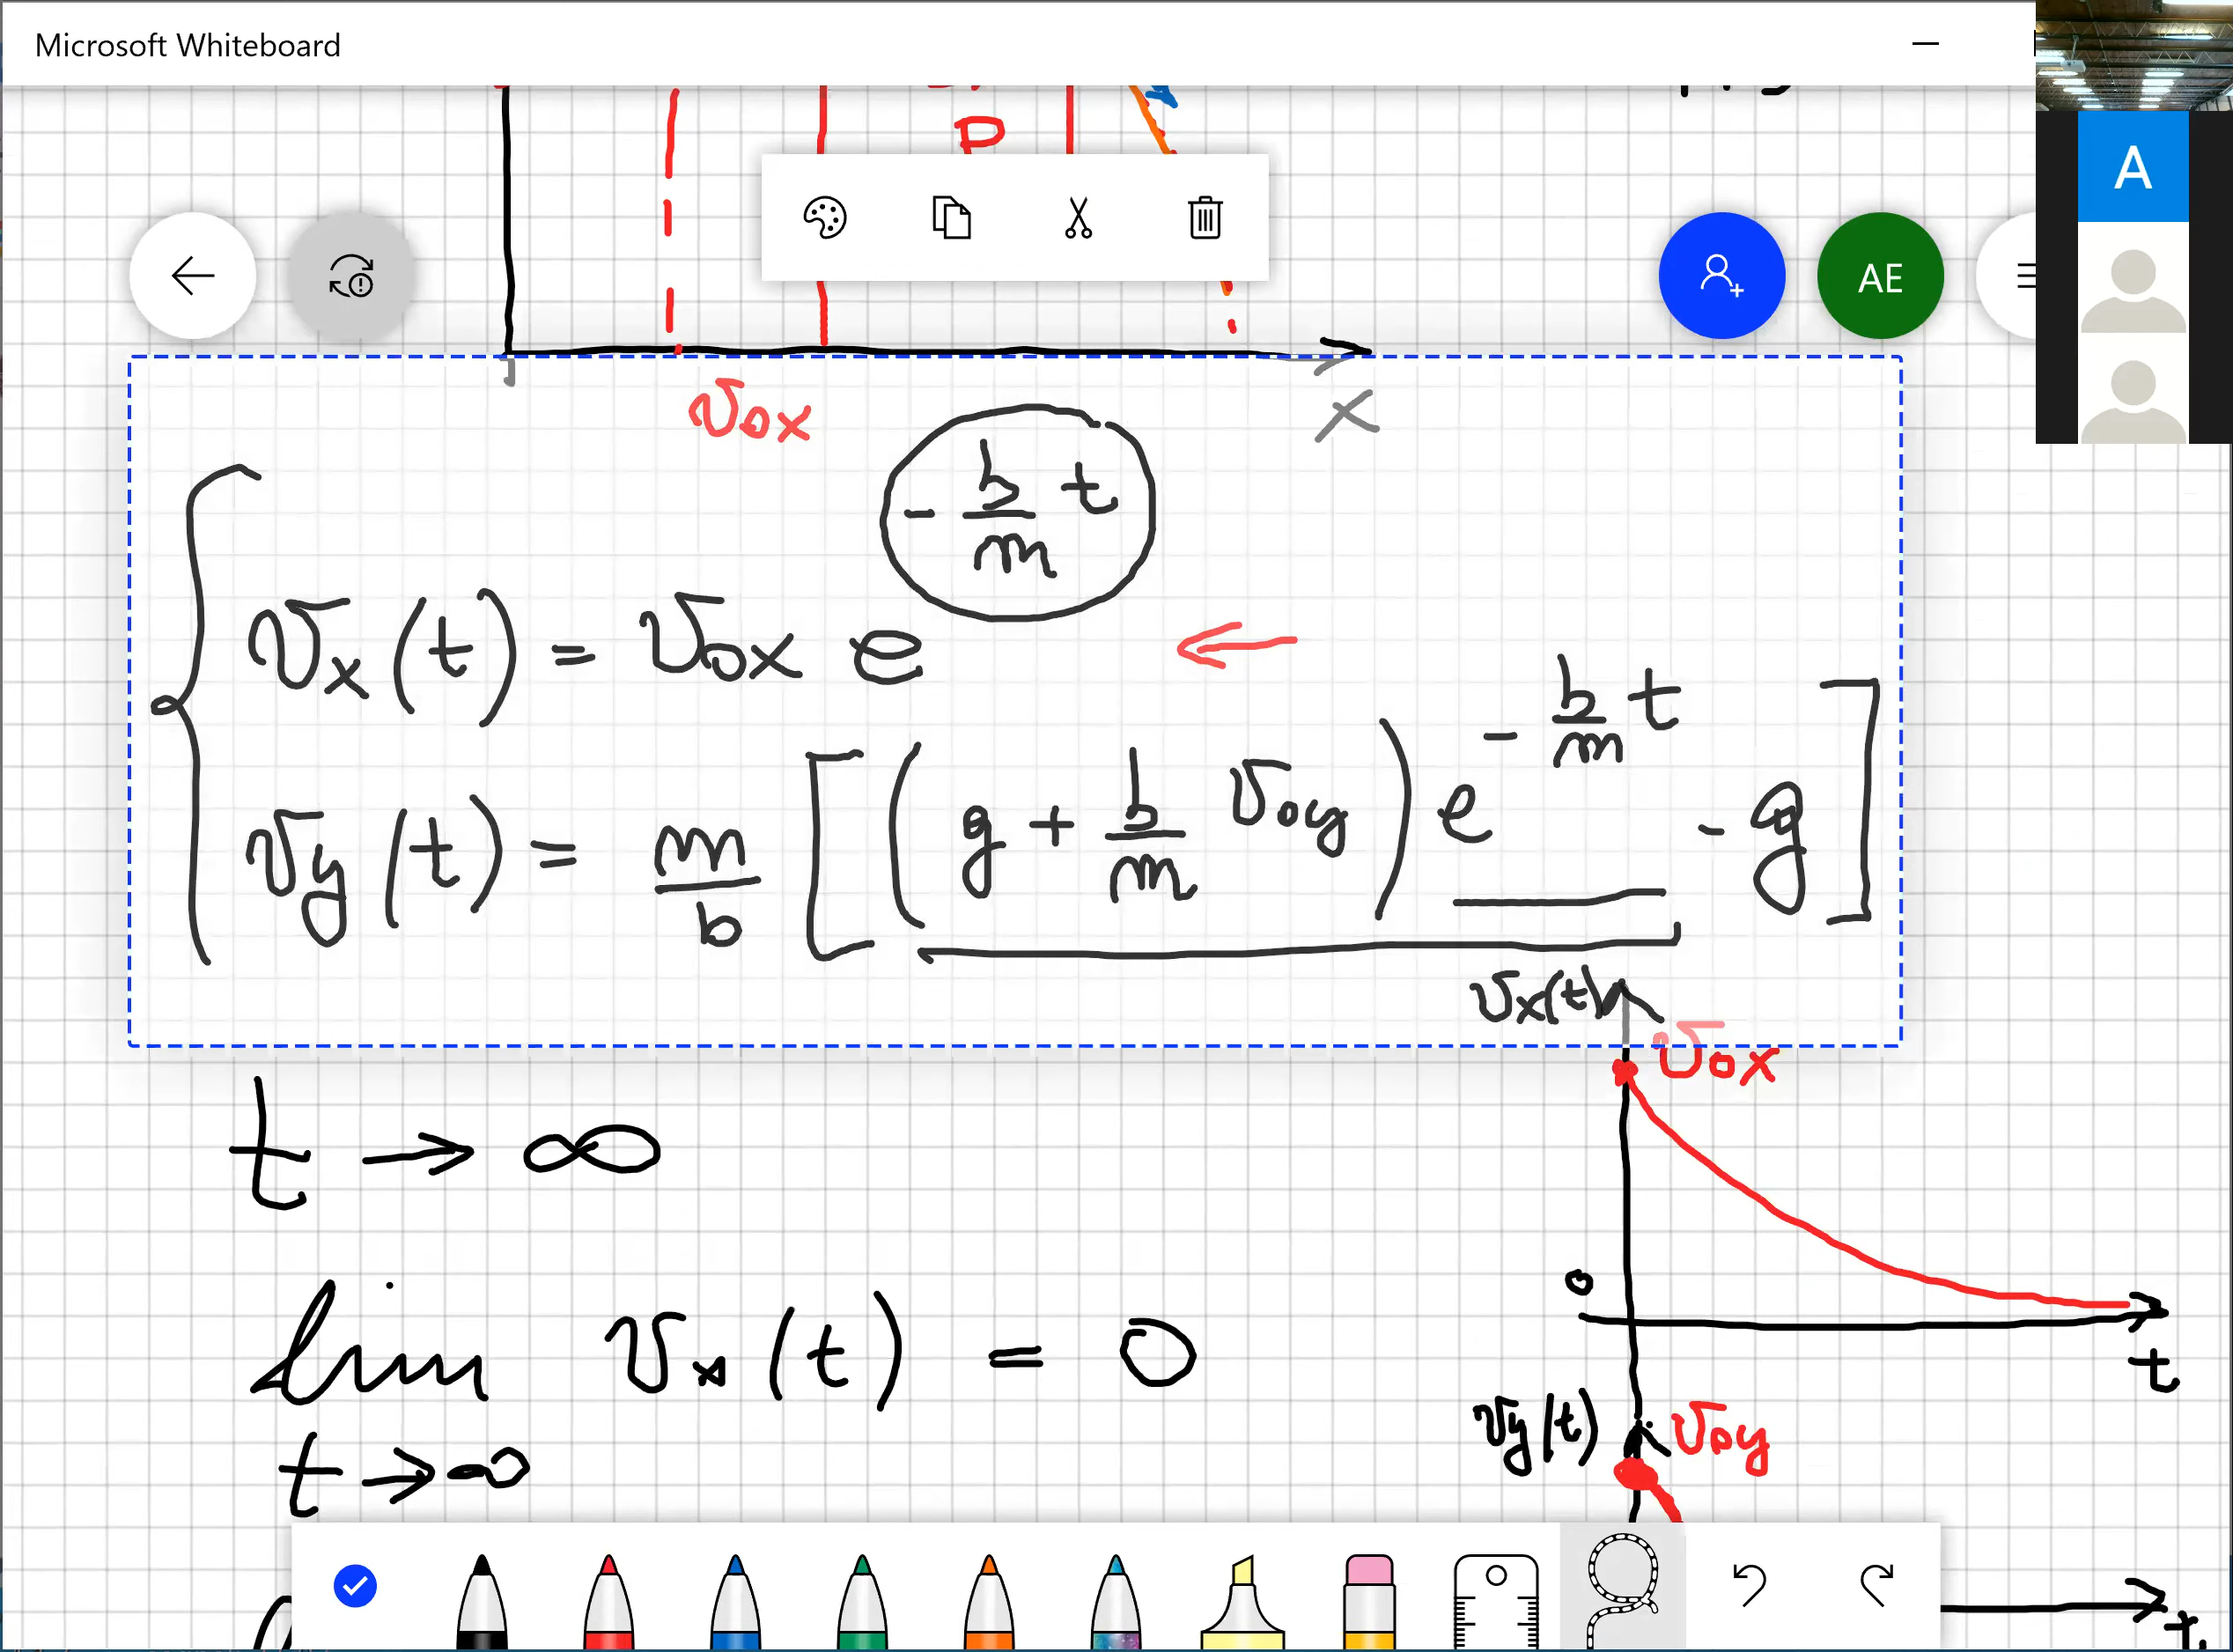 Microsoft Whiteboard
P
A
AE
v0x
x
vx(t) = v0x e^(-b/m t)
vy(t) = m/b [(g + b/m v0y) e^(-b/m t) - g]
vx(t)
v0x
t → ∞
0
t
lim vx(t) = 0
t → ∞
vy(t)
v0y
t